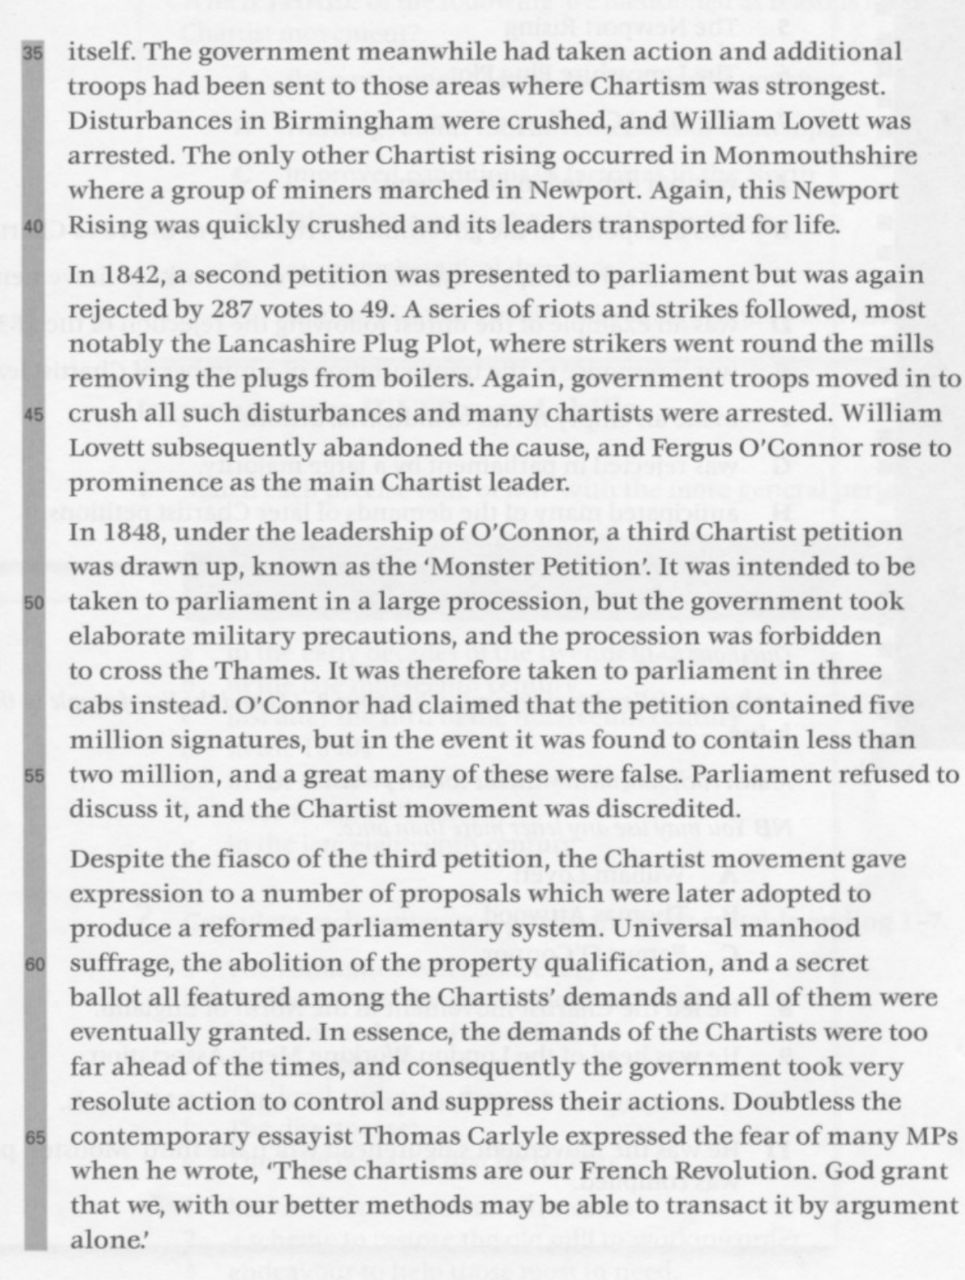 35 itself. The government meanwhile had taken action and additional
troops had been sent to those areas where Chartism was strongest.
Disturbances in Birmingham were crushed, and William Lovett was
arrested. The only other Chartist rising occurred in Monmouthshire
where a group of miners marched in Newport. Again, this Newport
40 Rising was quickly crushed and its leaders transported for life.
In 1842, a second petition was presented to parliament but was again
rejected by 287 votes to 49. A series of riots and strikes followed, most
notably the Lancashire Plug Plot, where strikers went round the mills
removing the plugs from boilers. Again, government troops moved in to
45 crush all such disturbances and many chartists were arrested. William
Lovett subsequently abandoned the cause, and Fergus O'Connor rose to
prominence as the main Chartist leader.
In 1848, under the leadership of O'Connor, a third Chartist petition
was drawn up, known as the 'Monster Petition'. It was intended to be
50 taken to parliament in a large procession, but the government took
elaborate military precautions, and the procession was forbidden
to cross the Thames. It was therefore taken to parliament in three
cabs instead. O'Connor had claimed that the petition contained five
million signatures, but in the event it was found to contain less than
55 two million, and a great many of these were false. Parliament refused to
discuss it, and the Chartist movement was discredited.
Despite the fiasco of the third petition, the Chartist movement gave
expression to a number of proposals which were later adopted to
produce a reformed parliamentary system. Universal manhood
60 suffrage, the abolition of the property qualification, and a secret
ballot all featured among the Chartists' demands and all of them were
eventually granted. In essence, the demands of the Chartists were too
far ahead of the times, and consequently the government took very
resolute action to control and suppress their actions. Doubtless the
65 contemporary essayist Thomas Carlyle expressed the fear of many MPs
when he wrote, 'These chartisms are our French Revolution. God grant
that we, with our better methods may be able to transact it by argument
alone.'